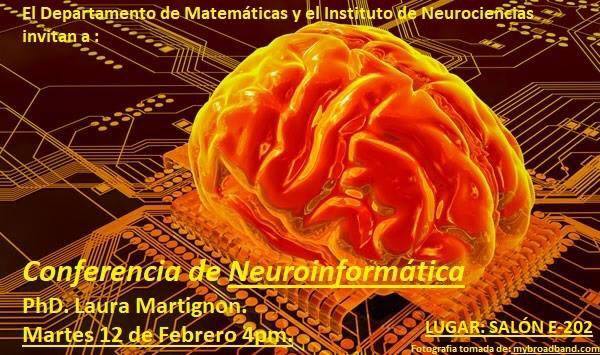 El Departamento de Matemáticas y el Instituto de Neurociencias
invitan a :
Conferencia de Neuroinformática
PhD. Laura Martignon.
Martes 12 de Febrero 4pm.
LUGAR: SALÓN E-202
Fotografia tomada de: mybroadband.com